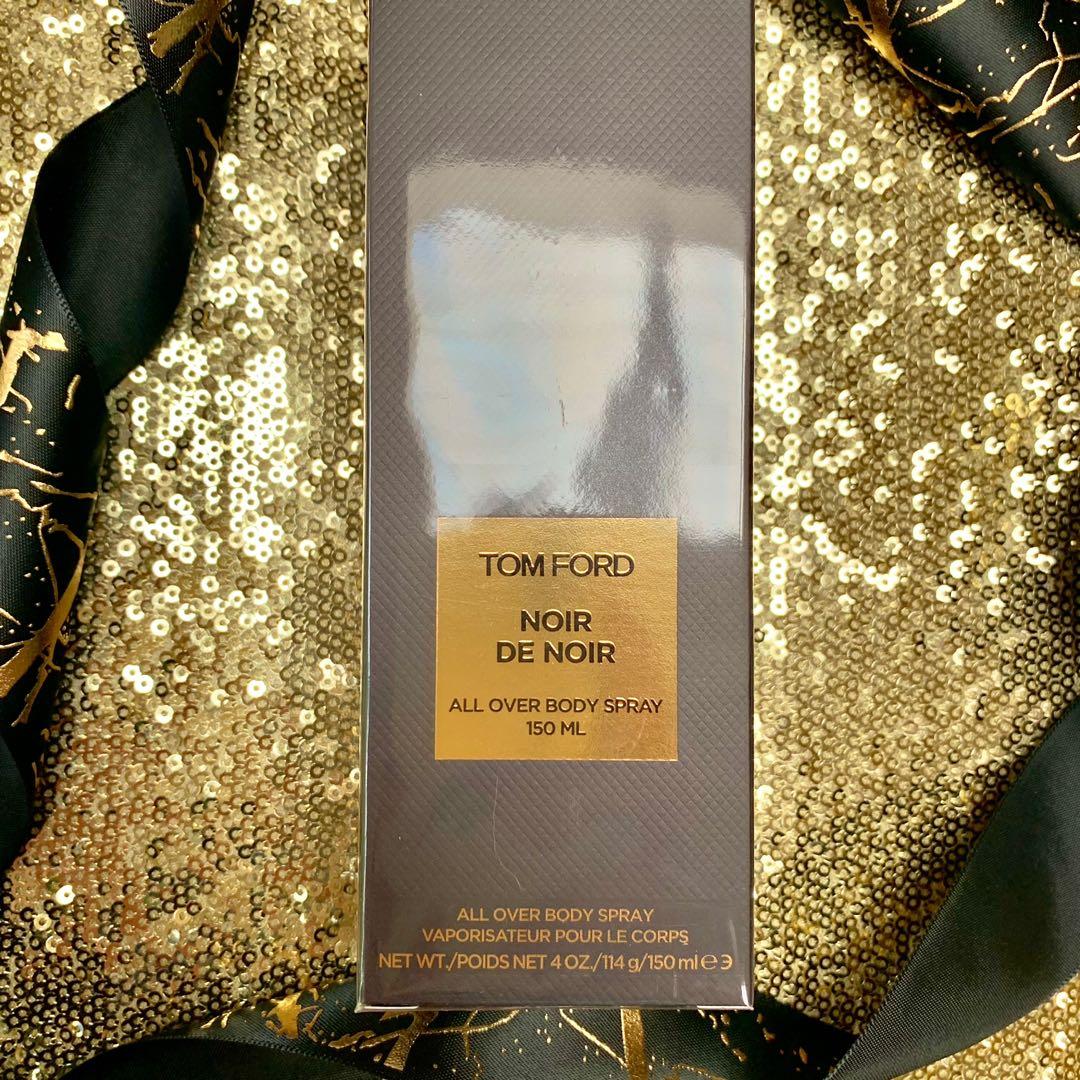 TOM FORD
NOIR
DE NOIR
ALL OVER BODY SPRAY
150 ML
ALL OVER BODY SPRAY
VAPORISATEUR POUR LE CORPS
NET WT./POIDS NET 4 OZ./114 g/150 ml ℮ 3